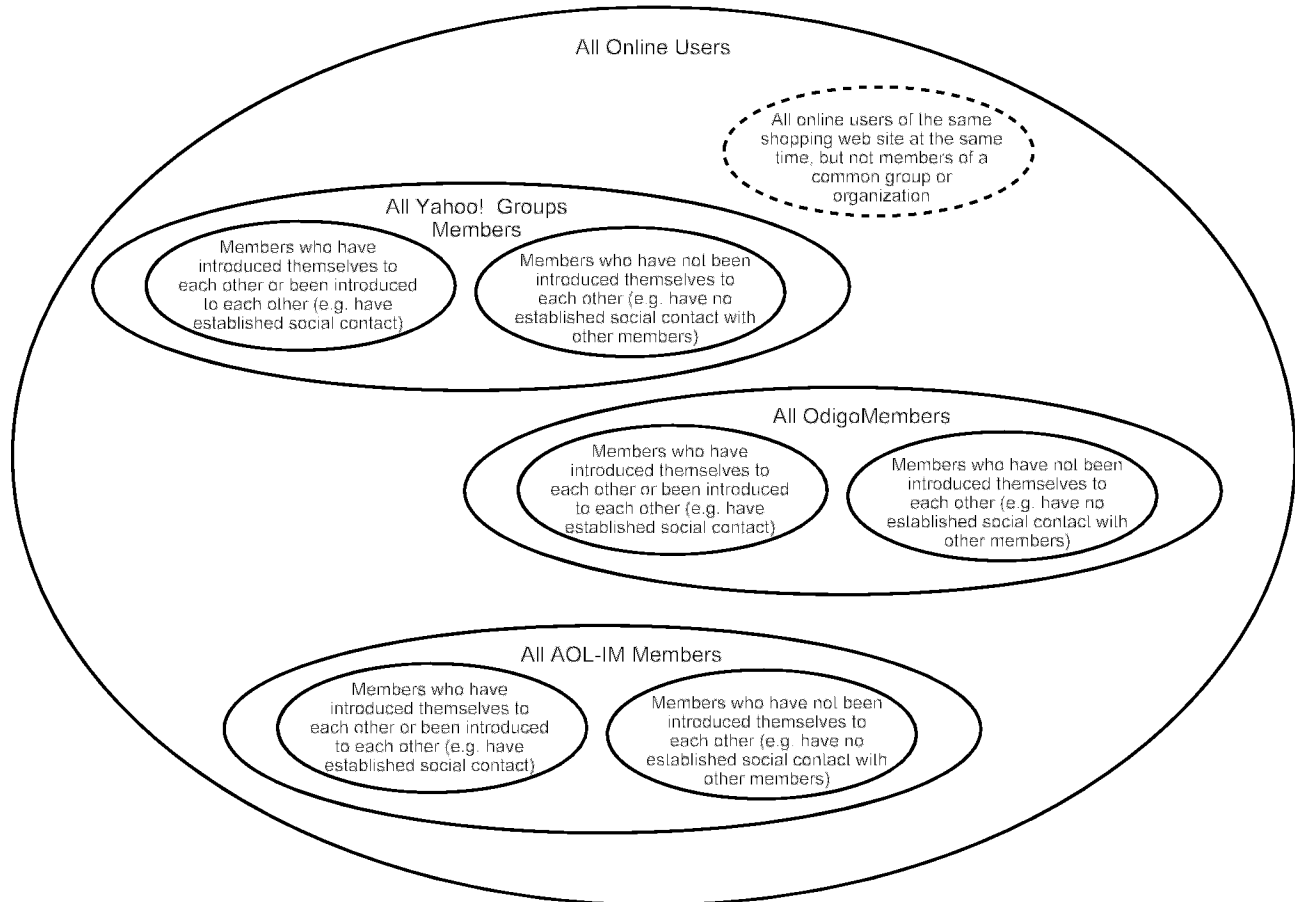 All Online Users
All online users of the same
shopping web site at the same
time, but not members of a
common group or
organization
All Yahoo! Groups
Members
Members who have
introduced themselves to
each other or been introduced
to each other (e.g. have
established social contact)
Members who have not been
introduced themselves to
each other (e.g. have no
established social contact with
other members)
All OdigoMembers
Members who have
introduced themselves to
each other or been introduced
to each other (e.g. have
established social contact)
Members who have not been
introduced themselves to
each other (e.g. have no
established social contact with
other members)
All AOL-IM Members
Members who have
introduced themselves to
each other or been introduced
to each other (e.g. have
established social contact)
Members who have not been
introduced themselves to
each other (e.g. have no
established social contact with
other members)